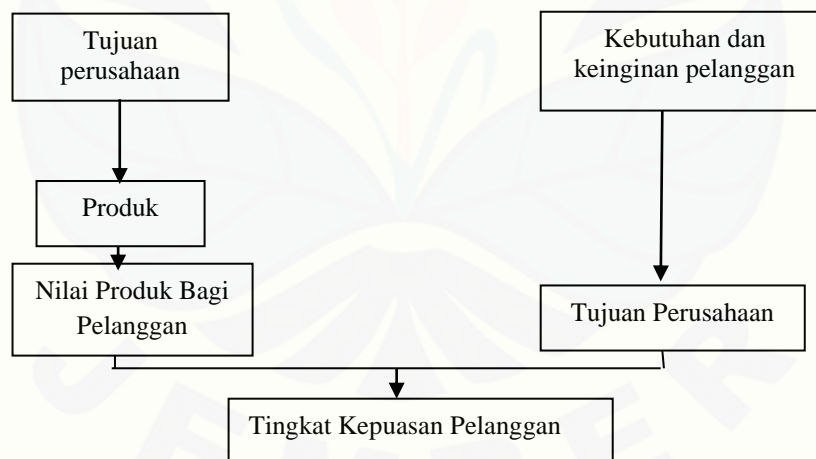 Tujuan
perusahaan
Kebutuhan dan
keinginan pelanggan
Produk
Nilai Produk Bagi
Pelanggan
Tujuan Perusahaan
Tingkat Kepuasan Pelanggan